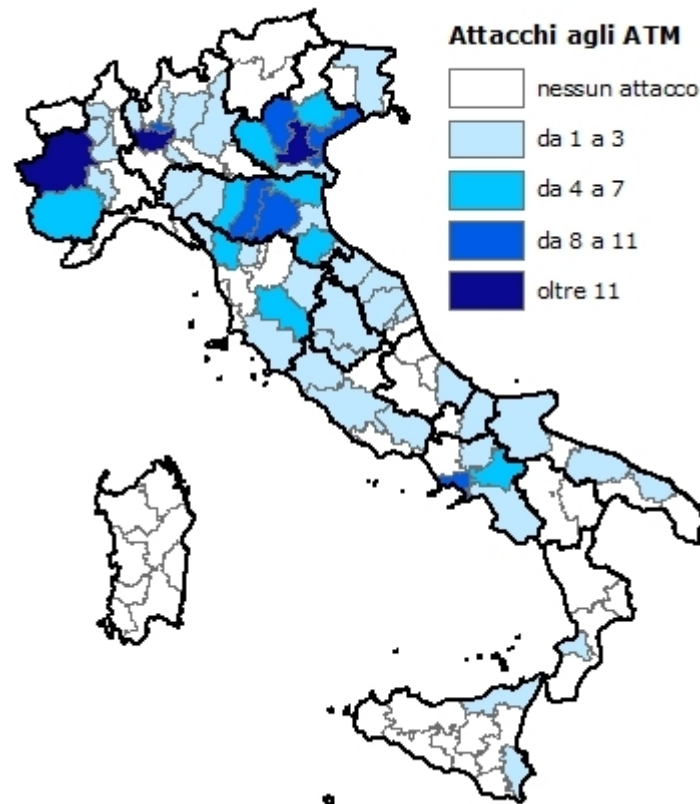 Attacchi agli ATM
nessun attacco
da 1 a 3
da 4 a 7
da 8 a 11
oltre 11